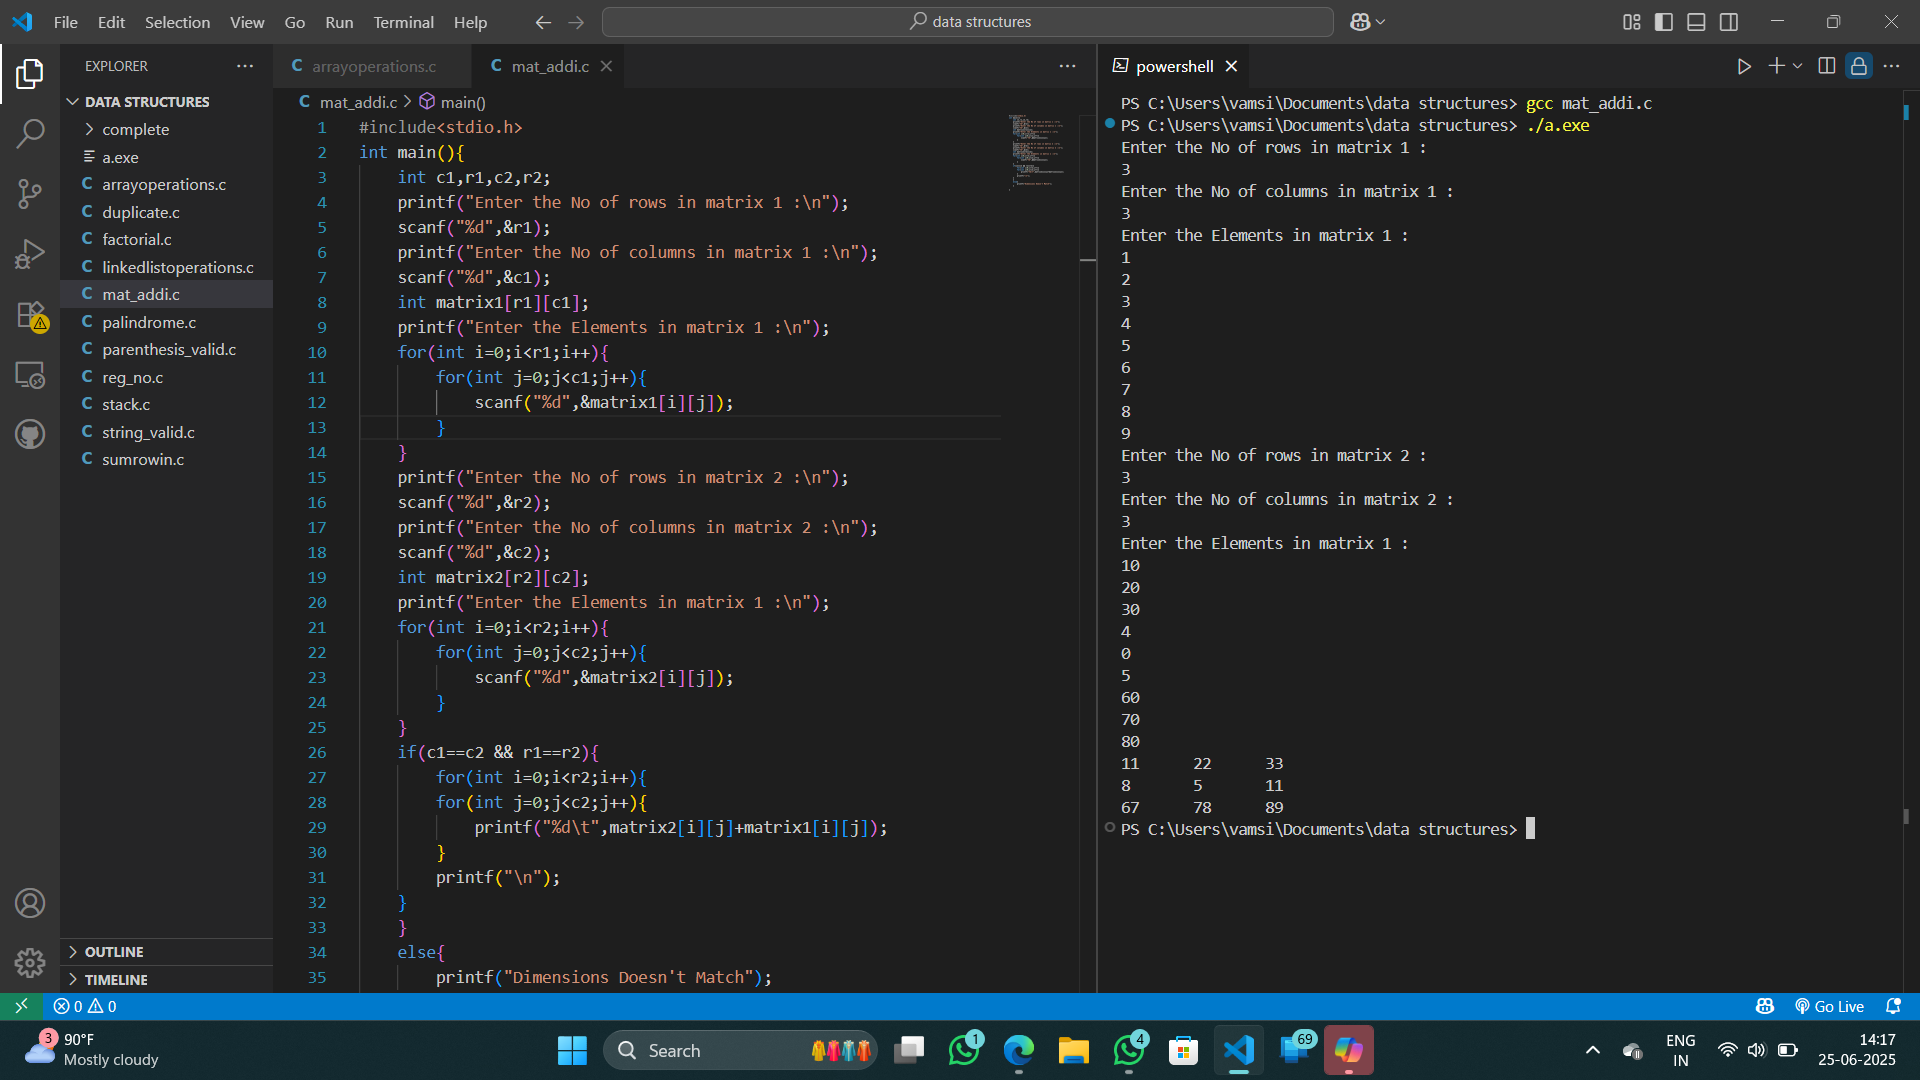 File Edit Selection View Go Run Terminal Help
data structures
EXPLORER
DATA STRUCTURES
complete
a.exe
C arrayoperations.c
C duplicate.c
C factorial.c
C linkedlistoperations.c
C mat_addi.c
C palindrome.c
C parenthesis_valid.c
C reg_no.c
C stack.c
C string_valid.c
C sumrowin.c
OUTLINE
TIMELINE
C arrayoperations.c
C mat_addi.c
C mat_addi.c > main()
1 #include<stdio.h>
2 int main(){
3 int c1,r1,c2,r2;
4 printf("Enter the No of rows in matrix 1 :\n");
5 scanf("%d",&r1);
6 printf("Enter the No of columns in matrix 1 :\n");
7 scanf("%d",&c1);
8 int matrix1[r1][c1];
9 printf("Enter the Elements in matrix 1 :\n");
10 for(int i=0;i<r1;i++){
11 for(int j=0;j<c1;j++){
12 scanf("%d",&matrix1[i][j]);
13 }
14 }
15 printf("Enter the No of rows in matrix 2 :\n");
16 scanf("%d",&r2);
17 printf("Enter the No of columns in matrix 2 :\n");
18 scanf("%d",&c2);
19 int matrix2[r2][c2];
20 printf("Enter the Elements in matrix 1 :\n");
21 for(int i=0;i<r2;i++){
22 for(int j=0;j<c2;j++){
23 scanf("%d",&matrix2[i][j]);
24 }
25 }
26 if(c1==c2 && r1==r2){
27 for(int i=0;i<r2;i++){
28 for(int j=0;j<c2;j++){
29 printf("%d\t",matrix2[i][j]+matrix1[i][j]);
30 }
31 printf("\n");
32 }
33 }
34 else{
35 printf("Dimensions Doesn't Match");
powershell
PS C:\Users\vamsi\Documents\data structures> gcc mat_addi.c
PS C:\Users\vamsi\Documents\data structures> ./a.exe
Enter the No of rows in matrix 1 :
3
Enter the No of columns in matrix 1 :
3
Enter the Elements in matrix 1 :
1
2
3
4
5
6
7
8
9
Enter the No of rows in matrix 2 :
3
Enter the No of columns in matrix 2 :
3
Enter the Elements in matrix 1 :
10
20
30
4
0
5
60
70
80
11 22 33
8 5 11
67 78 89
PS C:\Users\vamsi\Documents\data structures>
0 0
Go Live
3
90°F
Mostly cloudy
Search
1
4
69
ENG
IN
14:17
25-06-2025